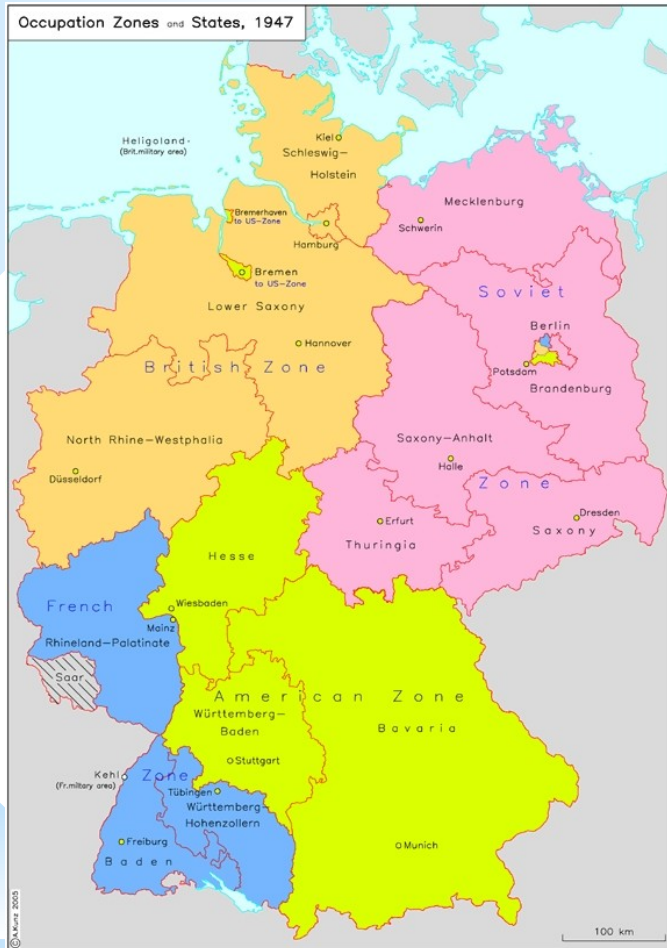 Occupation Zones and States, 1947
Heligoland-
(Brit.military area)
Kiel
Schleswig-
Holstein
Mecklenburg
Schwerin
Bremerhaven
to US-Zone
Hamburg
Bremen
to US-Zone
Lower Saxony
Soviet
Berlin
Hannover
British Zone
Potsdam
Brandenburg
North Rhine-Westphalia
Saxony-Anhalt
Halle
Düsseldorf
Zone
Dresden
Saxony
Erfurt
Thuringia
Hesse
French
Wiesbaden
Mainz
Rhineland-Palatinate
Saar
American Zone
Württemberg-
Baden
Bavaria
Stuttgart
Kehl
(Fr.military area)
Zone
Tübingen
Württemberg-
Hohenzollern
Freiburg
Baden
Munich
100 km
©A.Kunz 2005